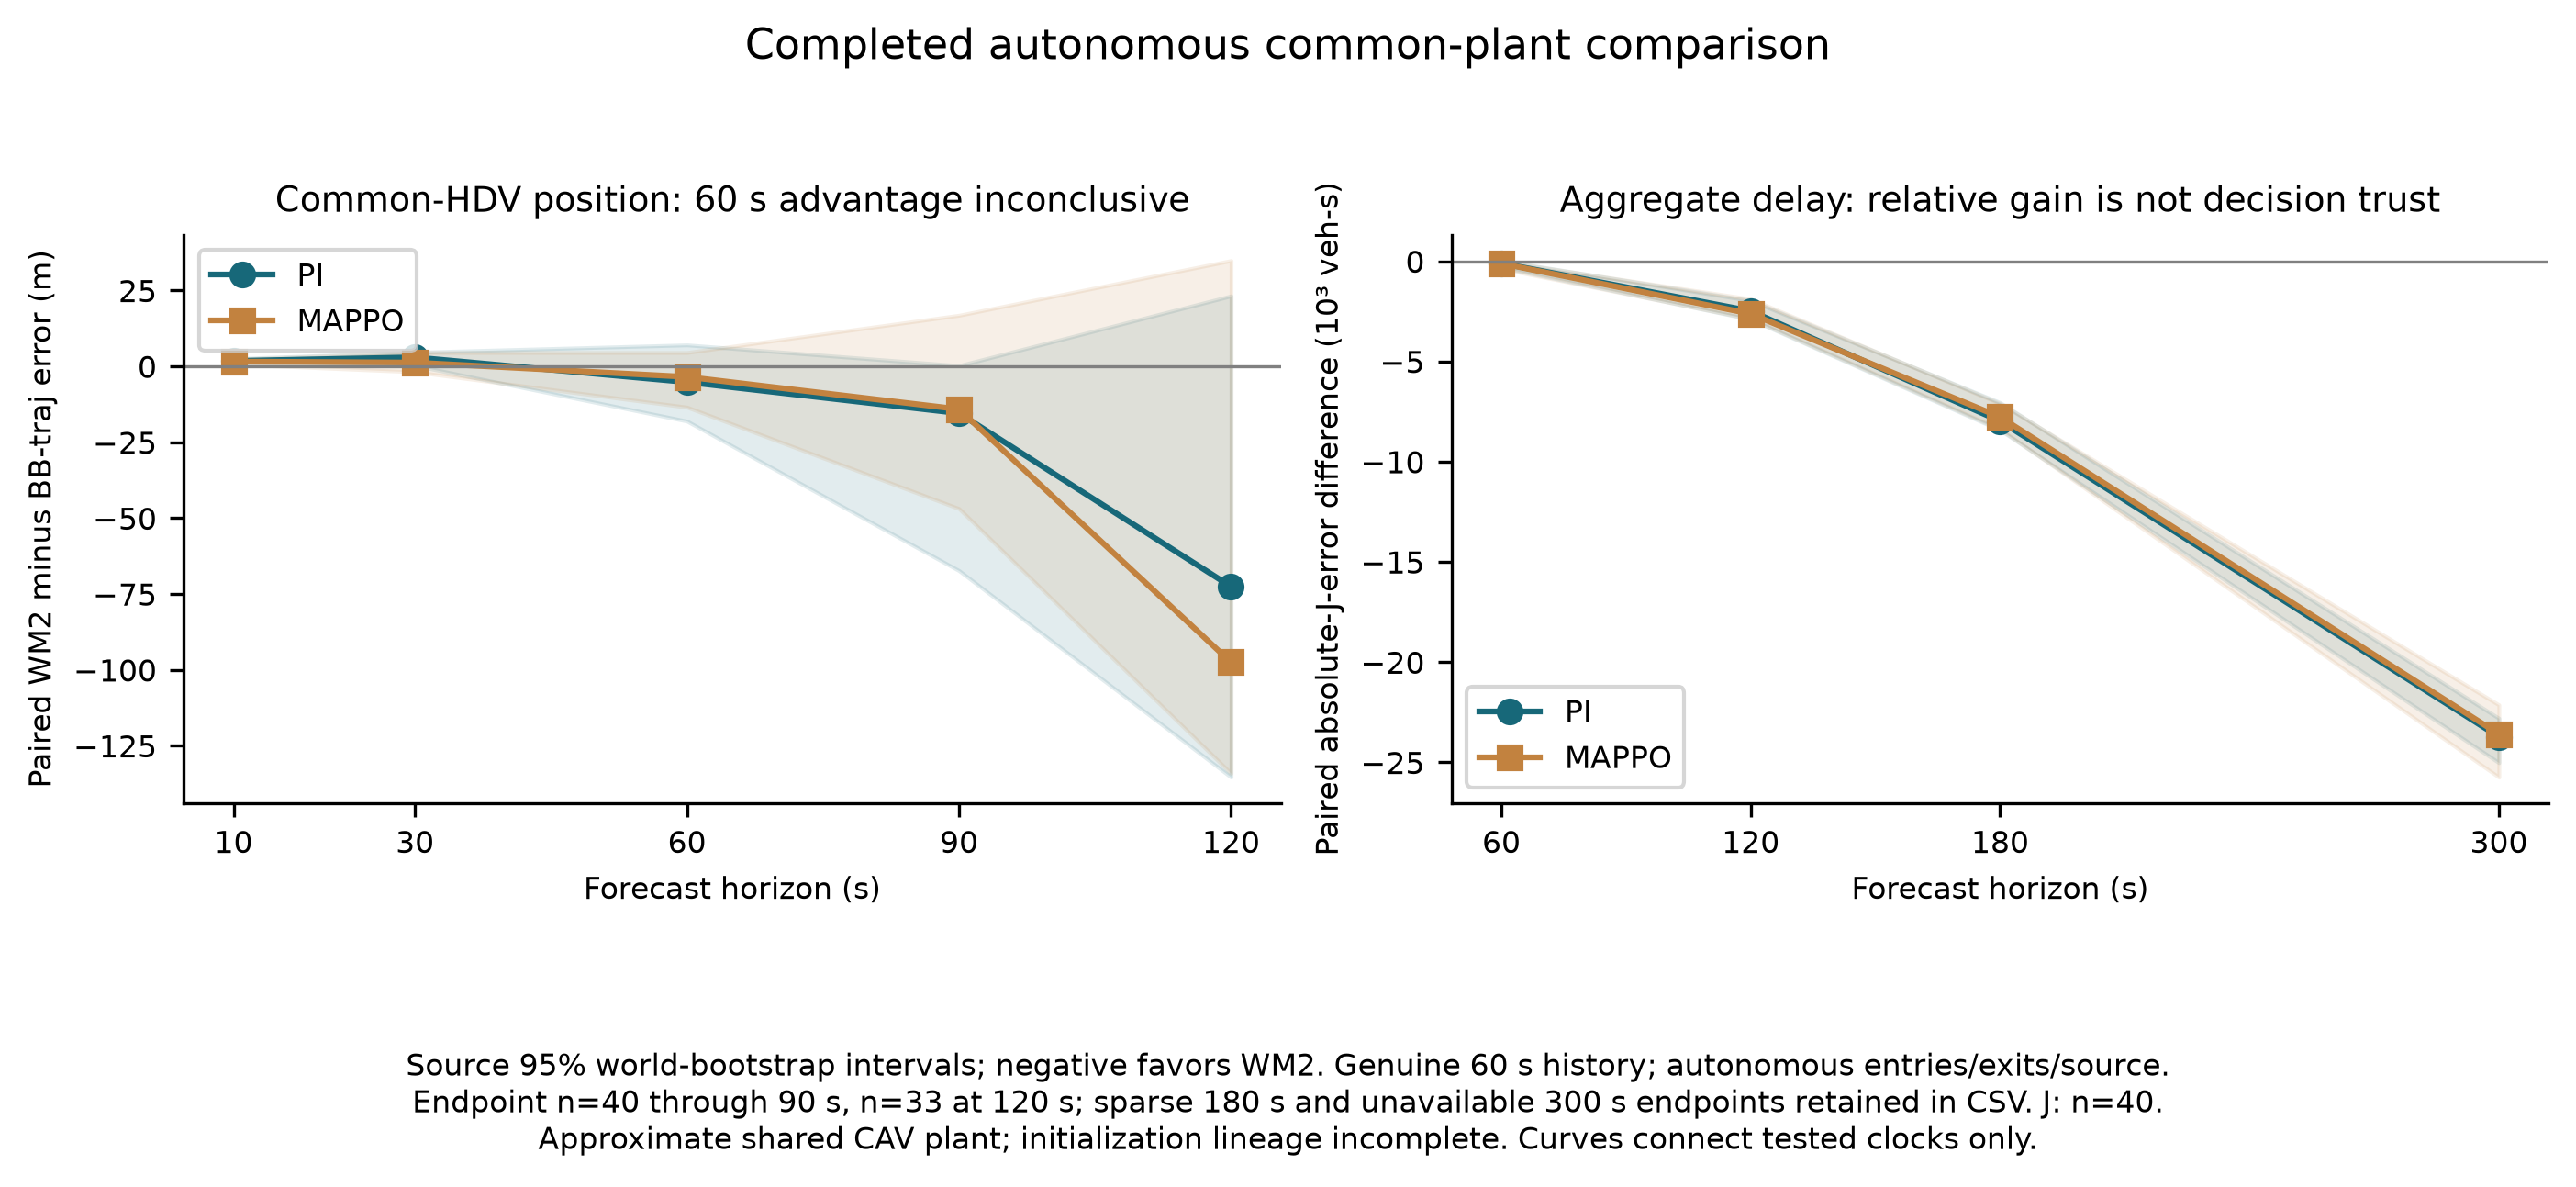 Completed autonomous common-plant comparison
Common-HDV position: 60 s advantage inconclusive
Paired WM2 minus BB-traj error (m)
PI
MAPPO
25
0
−25
−50
−75
−100
−125
10
30
60
90
120
Forecast horizon (s)
Aggregate delay: relative gain is not decision trust
Paired absolute-J-error difference (10³ veh-s)
0
−5
−10
−15
−20
−25
PI
MAPPO
60
120
180
300
Forecast horizon (s)
Source 95% world-bootstrap intervals; negative favors WM2. Genuine 60 s history; autonomous entries/exits/source.
Endpoint n=40 through 90 s, n=33 at 120 s; sparse 180 s and unavailable 300 s endpoints retained in CSV. J: n=40.
Approximate shared CAV plant; initialization lineage incomplete. Curves connect tested clocks only.